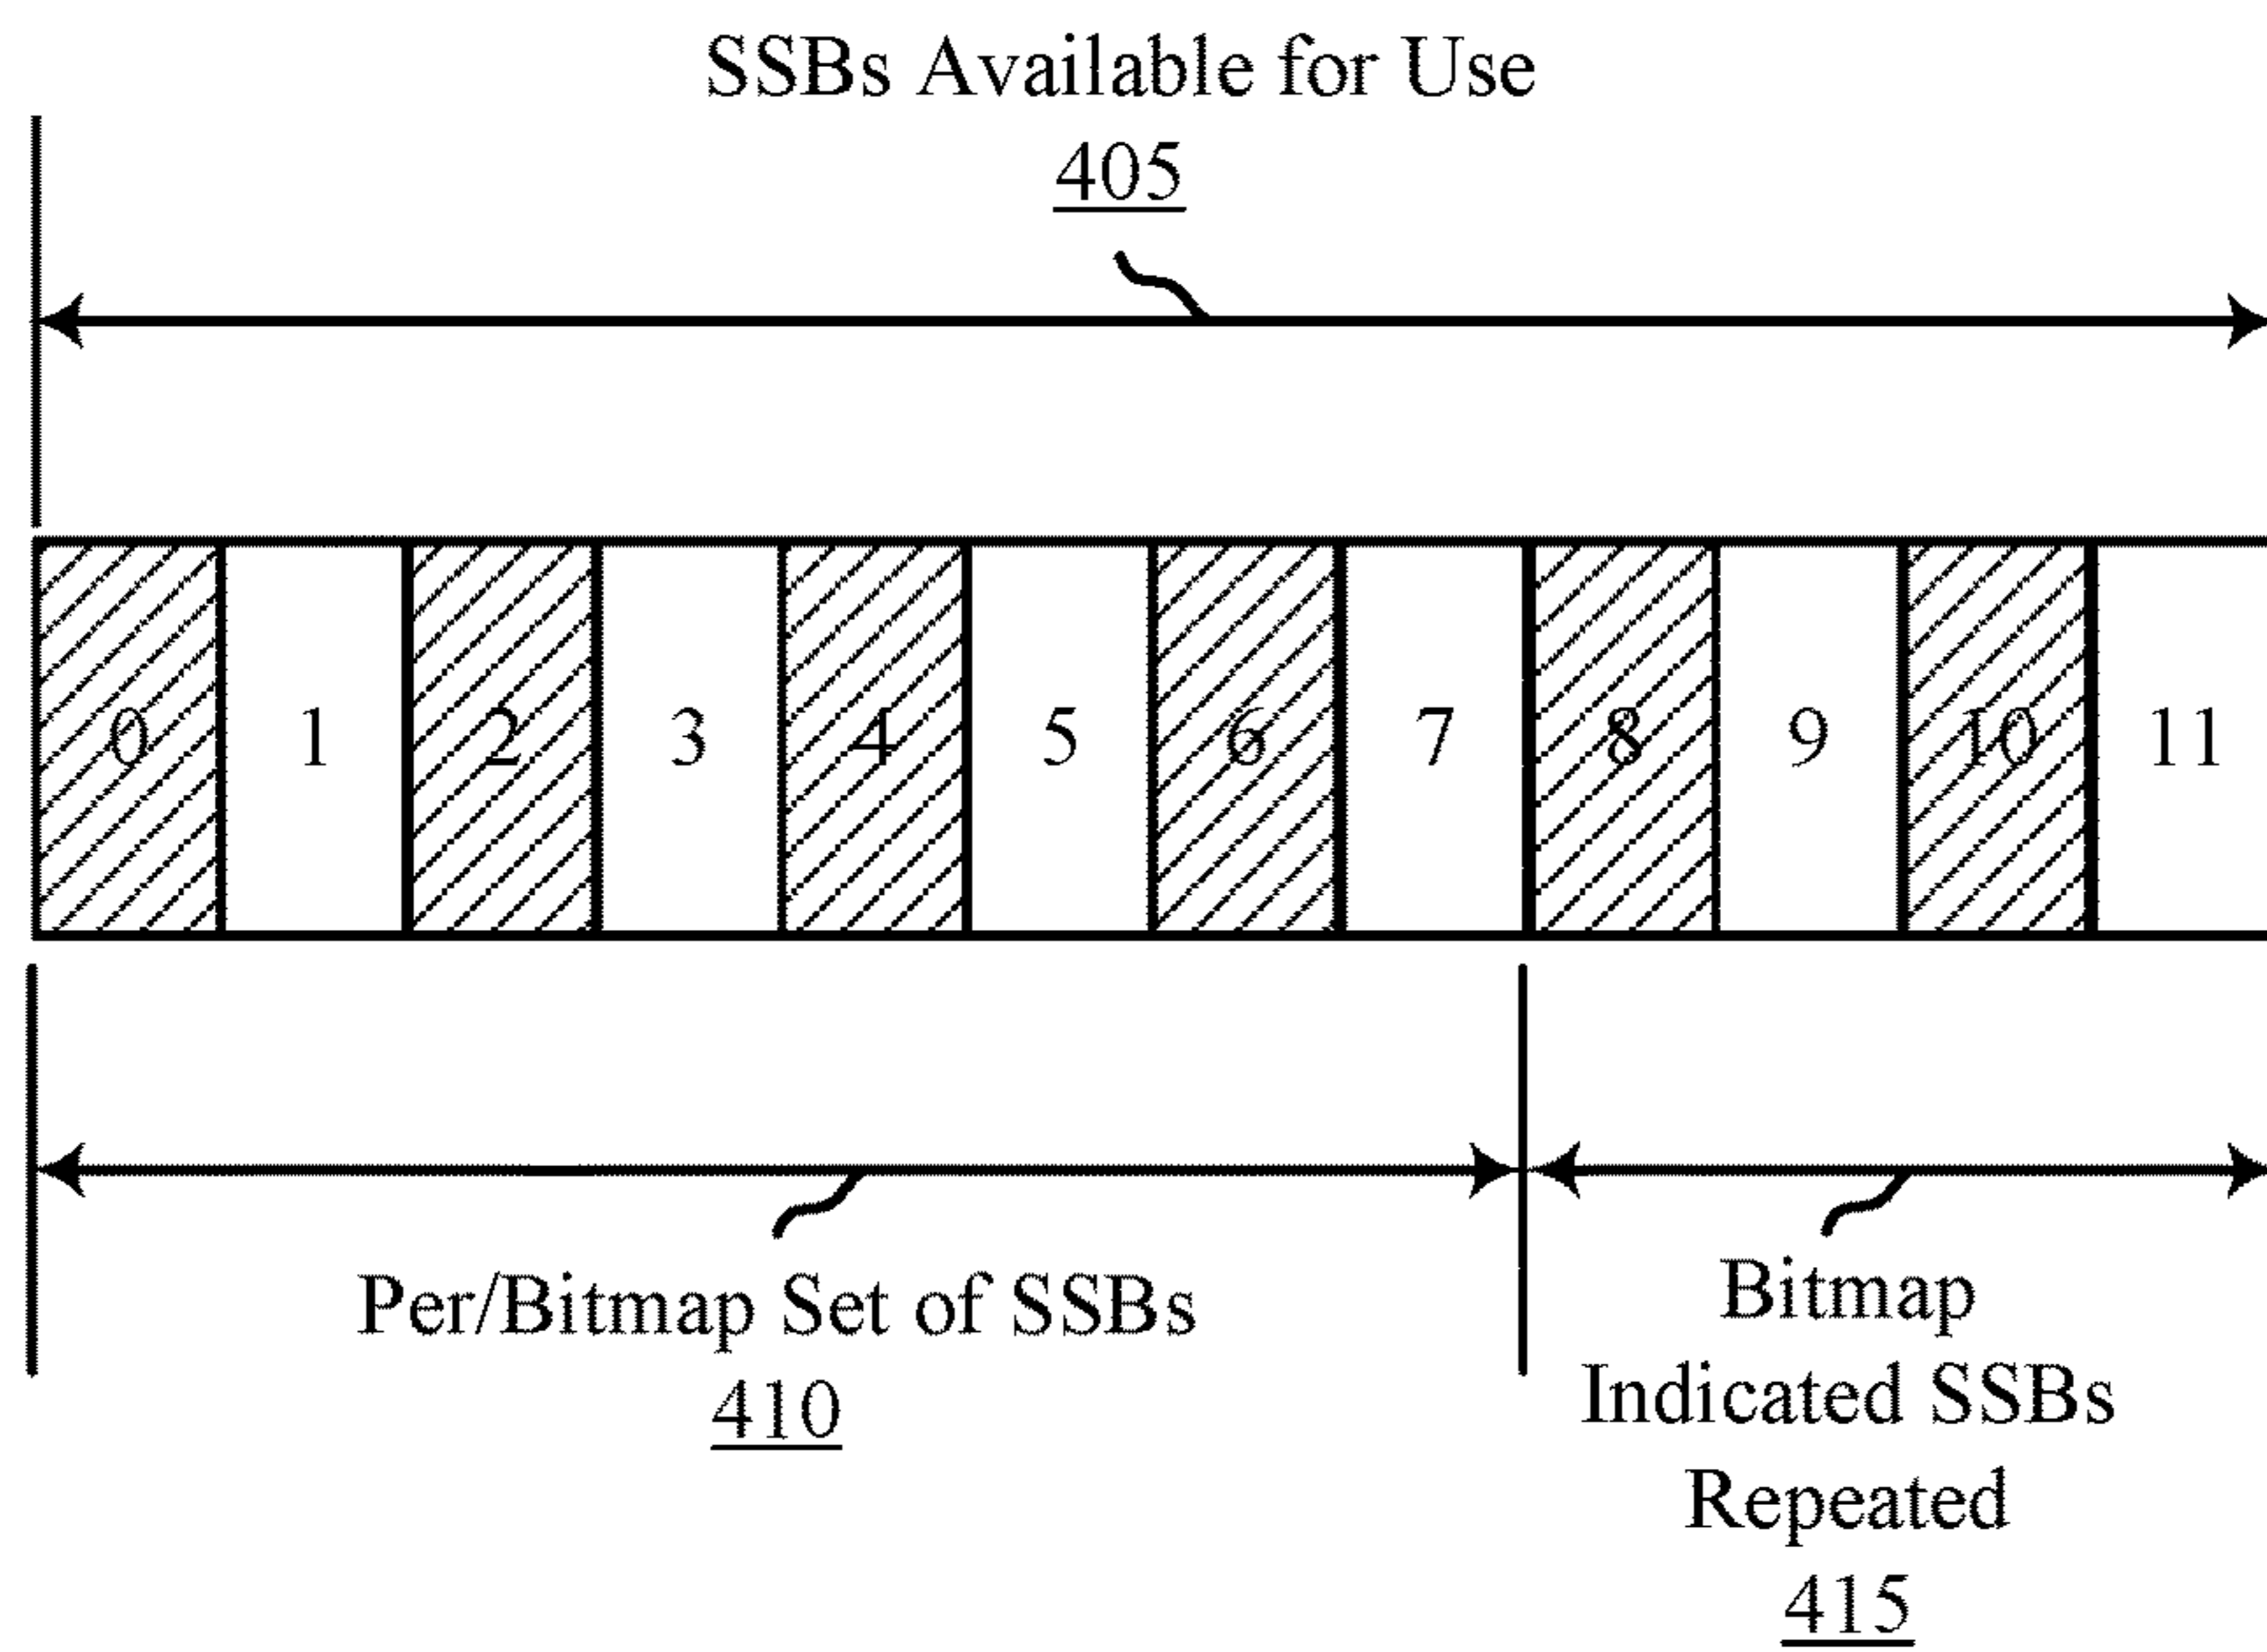 SSBs Available for Use
405
0 1 2 3 4 5 6 7 8 9 10 11
Per/Bitmap Set of SSBs
410
Bitmap
Indicated SSBs
Repeated
415